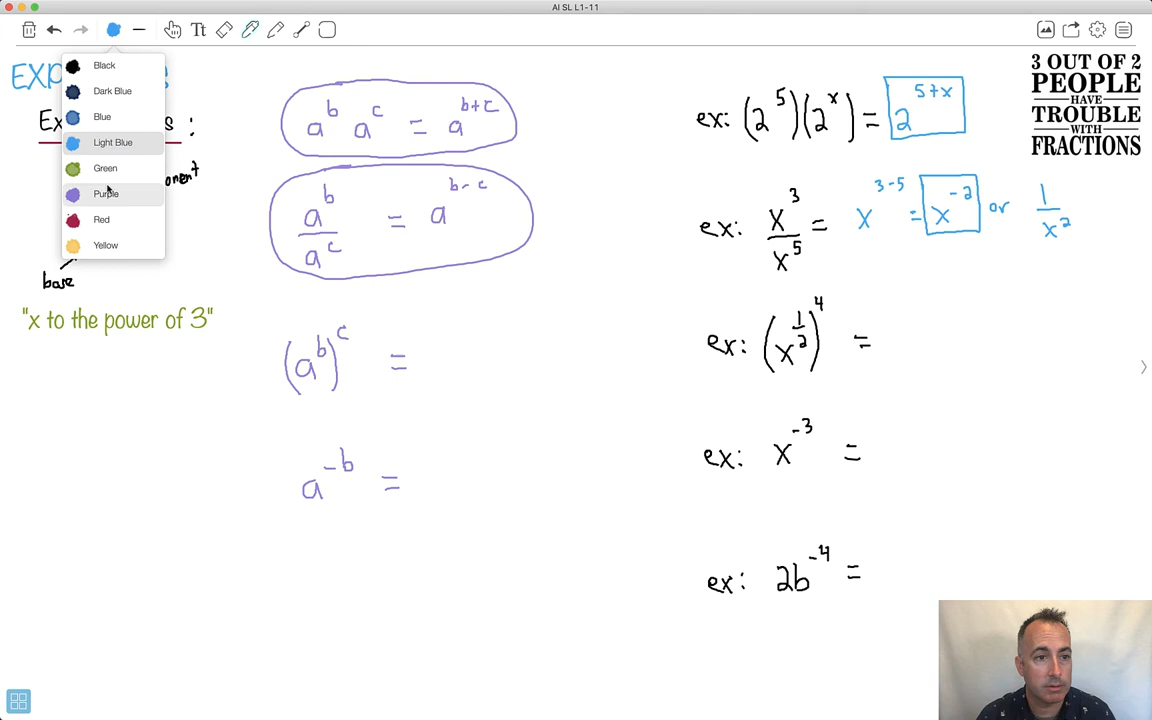 AI SL L1-11
Tt
Black
Dark Blue
Blue
Light Blue
Green
Purple
Red
Yellow
EXP
Ex s :
onent
base
"x to the power of 3"
a^b a^c = a^{b+c}
a^b / a^c = a^{b-c}
(a^b)^c =
a^{-b} =
ex: (2^5)(2^x) = 2^{5+x}
ex: x^3 / x^5 = x^{3-5} = x^{-2} or 1 / x^2
ex: (x^{1/2})^4 =
ex: x^{-3} =
ex: 2b^{-4} =
3 OUT OF 2
PEOPLE
HAVE
TROUBLE
WITH
FRACTIONS